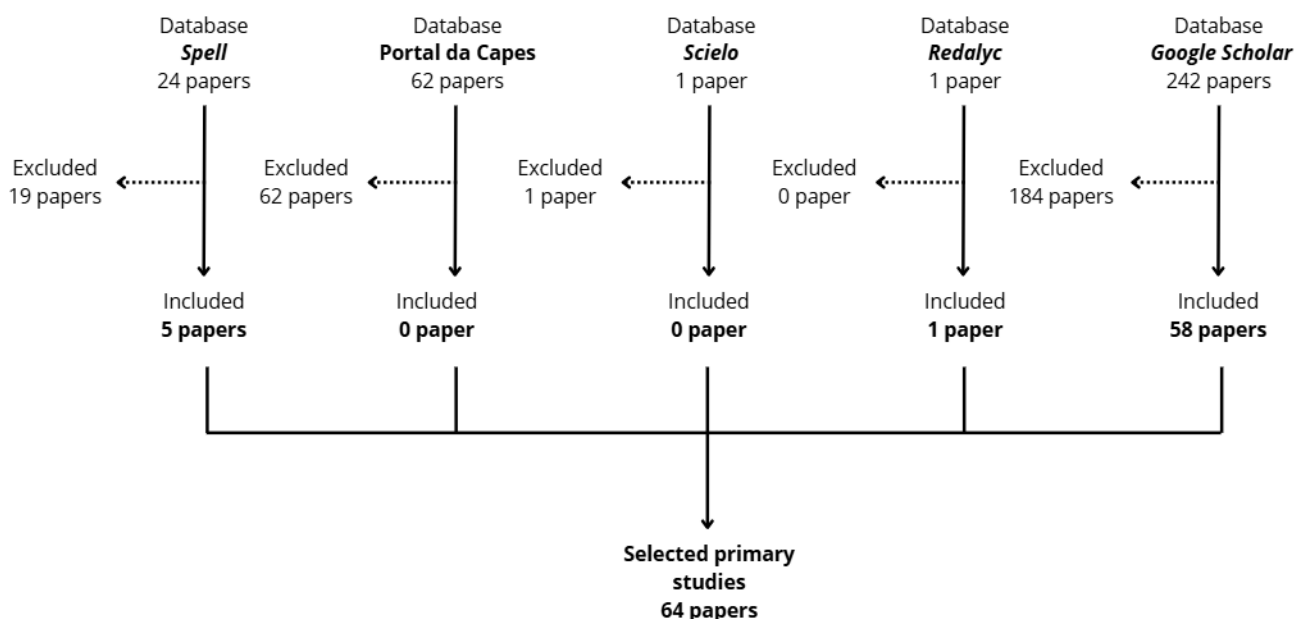 Database
Spell
24 papers
Database
Portal da Capes
62 papers
Database
Scielo
1 paper
Database
Redalyc
1 paper
Database
Google Scholar
242 papers
Excluded
19 papers
Excluded
62 papers
Excluded
1 paper
Excluded
0 paper
Excluded
184 papers
Included
5 papers
Included
0 paper
Included
0 paper
Included
1 paper
Included
58 papers
Selected primary
studies
64 papers